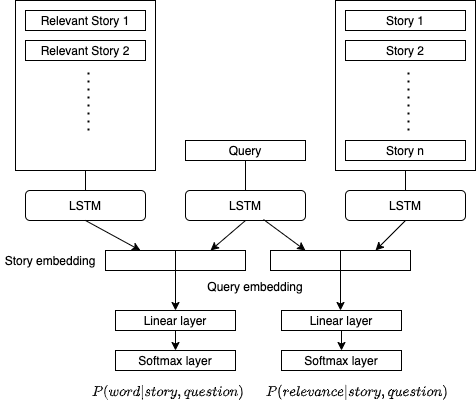 Relevant Story 1
Relevant Story 2
Story 1
Story 2
Query
Story n
LSTM
LSTM
LSTM
Story embedding
Query embedding
Linear layer
Linear layer
Softmax layer
Softmax layer
P(word|story, question)
P(relevance|story, question)